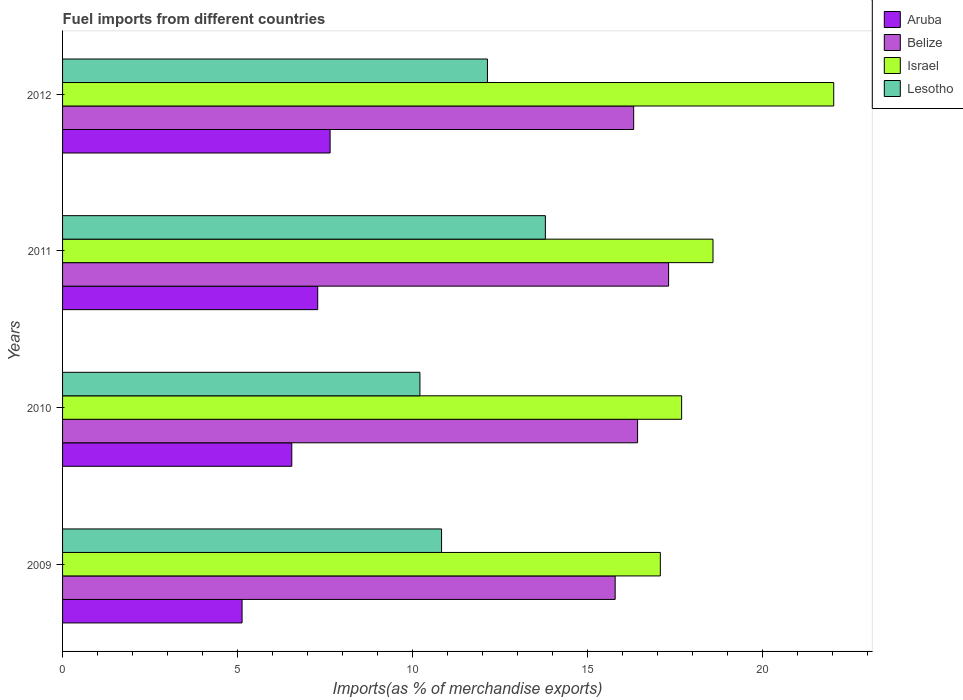 Fuel imports from different countries
Aruba
Belize
Israel
Lesotho
2012
2011
2010
2009
Years
0
5
10
15
20
Imports(as % of merchandise exports)